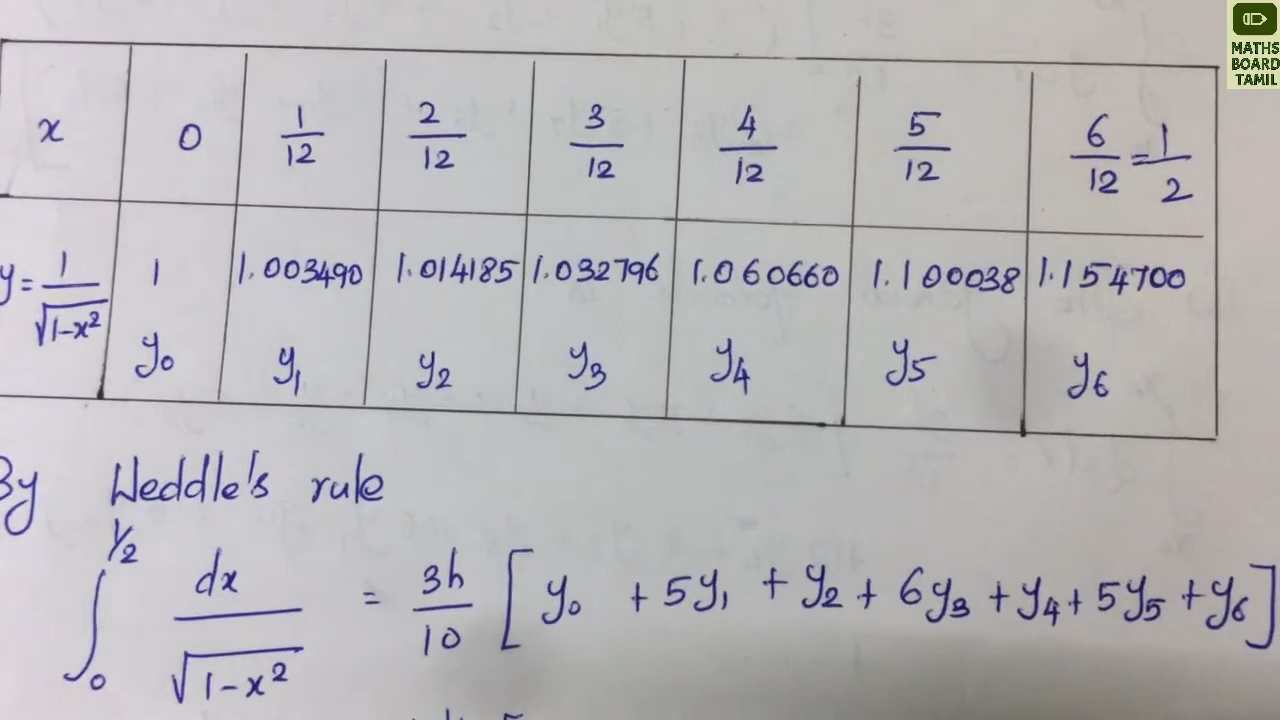 MATHS
BOARD
TAMIL
x 0 1/12 2/12 3/12 4/12 5/12 6/12 = 1/2
y = 1/√1-x² 1 1.003490 1.014185 1.032796 1.060660 1.100038 1.154700
y₀ y₁ y₂ y₃ y₄ y₅ y₆
By Weddle's rule
∫₀^½ dx/√1-x² = 3h/10 [y₀ + 5y₁ + y₂ + 6y₃ + y₄ + 5y₅ + y₆]